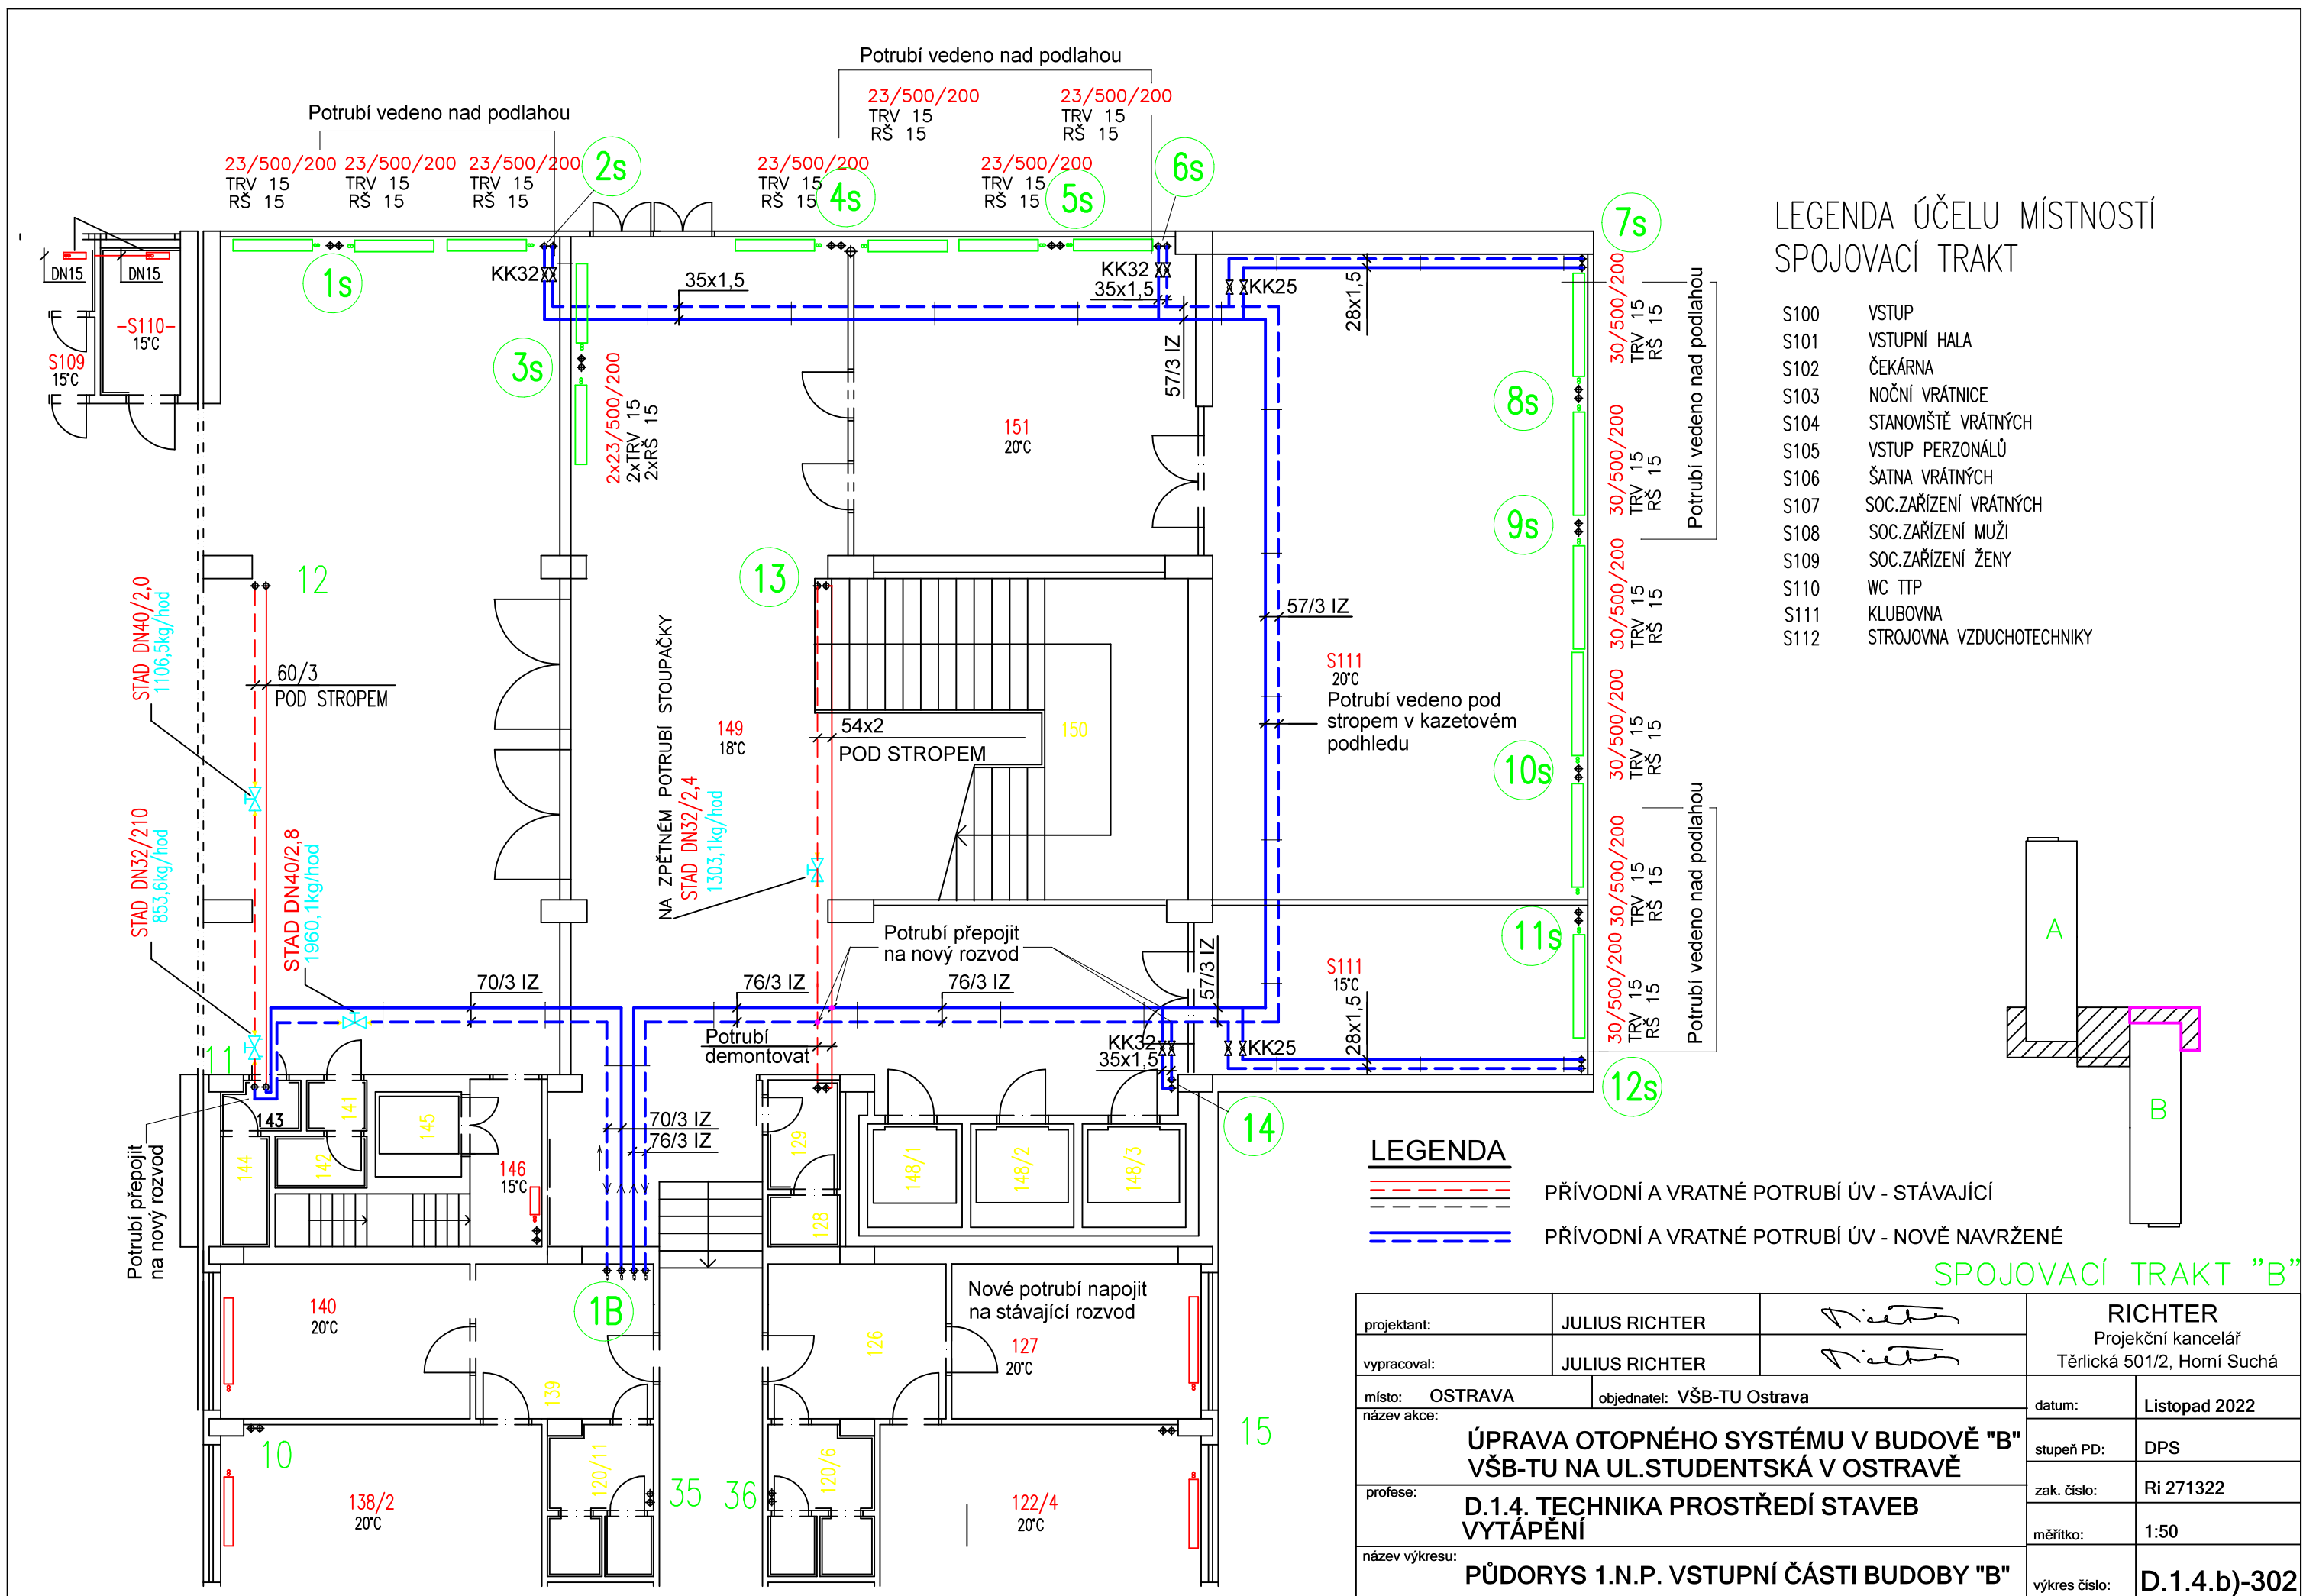 Potrubí vedeno nad podlahou
Potrubí vedeno nad podlahou
23/500/200
TRV 15
RŠ 15
23/500/200
TRV 15
RŠ 15
23/500/200
TRV 15
RŠ 15
23/500/200
TRV 15
RŠ 15
23/500/200
TRV 15
RŠ 15
2s
23/500/200
TRV 15
RŠ 15
4s
23/500/200
TRV 15
RŠ 15
5s
6s
7s
DN15
DN15
-S110-
15°C
S109
15°C
1s
KK32
35x1,5
KK32
35x1,5
KK25
28x1,5
57/3 IZ
3s
2x23/500/200
2xTRV 15
2xRŠ 15
151
20°C
30/500/200
TRV 15
RŠ 15
Potrubí vedeno nad podlahou
8s
30/500/200
TRV 15
RŠ 15
9s
30/500/200
TRV 15
RŠ 15
30/500/200
TRV 15
RŠ 15
10s
30/500/200
TRV 15
RŠ 15
Potrubí vedeno nad podlahou
11s
30/500/200
TRV 15
RŠ 15
12s
LEGENDA ÚČELU MÍSTNOSTÍ
SPOJOVACÍ TRAKT
S100 VSTUP
S101 VSTUPNÍ HALA
S102 ČEKÁRNA
S103 NOČNÍ VRÁTNICE
S104 STANOVIŠTĚ VRÁTNÝCH
S105 VSTUP PERZONÁLŮ
S106 ŠATNA VRÁTNÝCH
S107 SOC.ZAŘÍZENÍ VRÁTNÝCH
S108 SOC.ZAŘÍZENÍ MUŽI
S109 SOC.ZAŘÍZENÍ ŽENY
S110 WC TTP
S111 KLUBOVNA
S112 STROJOVNA VZDUCHOTECHNIKY
12
13
STAD DN40/2,0
1106,5kg/hod
60/3
POD STROPEM
57/3 IZ
S111
20°C
Potrubí vedeno pod
stropem v kazetovém
podhledu
149
18°C
54x2
POD STROPEM
150
NA ZPĚTNÉM POTRUBÍ STOUPAČKY
STAD DN32/2,4
1303,1kg/hod
STAD DN32/210
853,6kg/hod
STAD DN40/2,8
1960,1kg/hod
Potrubí přepojit
na nový rozvod
70/3 IZ
76/3 IZ
76/3 IZ
57/3 IZ
S111
15°C
28x1,5
11
Potrubí
demontovat
KK32
35x1,5
KK25
14
143
141
145
142
144
146
15°C
70/3 IZ
76/3 IZ
129
128
148/1
148/2
148/3
Potrubí přepojit
na nový rozvod
A
B
LEGENDA
PŘÍVODNÍ A VRATNÉ POTRUBÍ ÚV - STÁVAJÍCÍ
PŘÍVODNÍ A VRATNÉ POTRUBÍ ÚV - NOVĚ NAVRŽENÉ
SPOJOVACÍ TRAKT "B"
140
20°C
1B
139
126
Nové potrubí napojit
na stávající rozvod
127
20°C
10
15
138/2
20°C
120/11
35
36
120/6
122/4
20°C
projektant: JULIUS RICHTER
vypracoval: JULIUS RICHTER
RICHTER
Projekční kancelář
Těrlická 501/2, Horní Suchá
místo: OSTRAVA
objednatel: VŠB-TU Ostrava
datum: Listopad 2022
název akce:
ÚPRAVA OTOPNÉHO SYSTÉMU V BUDOVĚ "B"
VŠB-TU NA UL.STUDENTSKÁ V OSTRAVĚ
stupeň PD: DPS
zak. číslo: Ri 271322
profese:
D.1.4. TECHNIKA PROSTŘEDÍ STAVEB
VYTÁPĚNÍ
měřítko: 1:50
název výkresu:
PŮDORYS 1.N.P. VSTUPNÍ ČÁSTI BUDOBY "B"
výkres číslo: D.1.4.b)-302